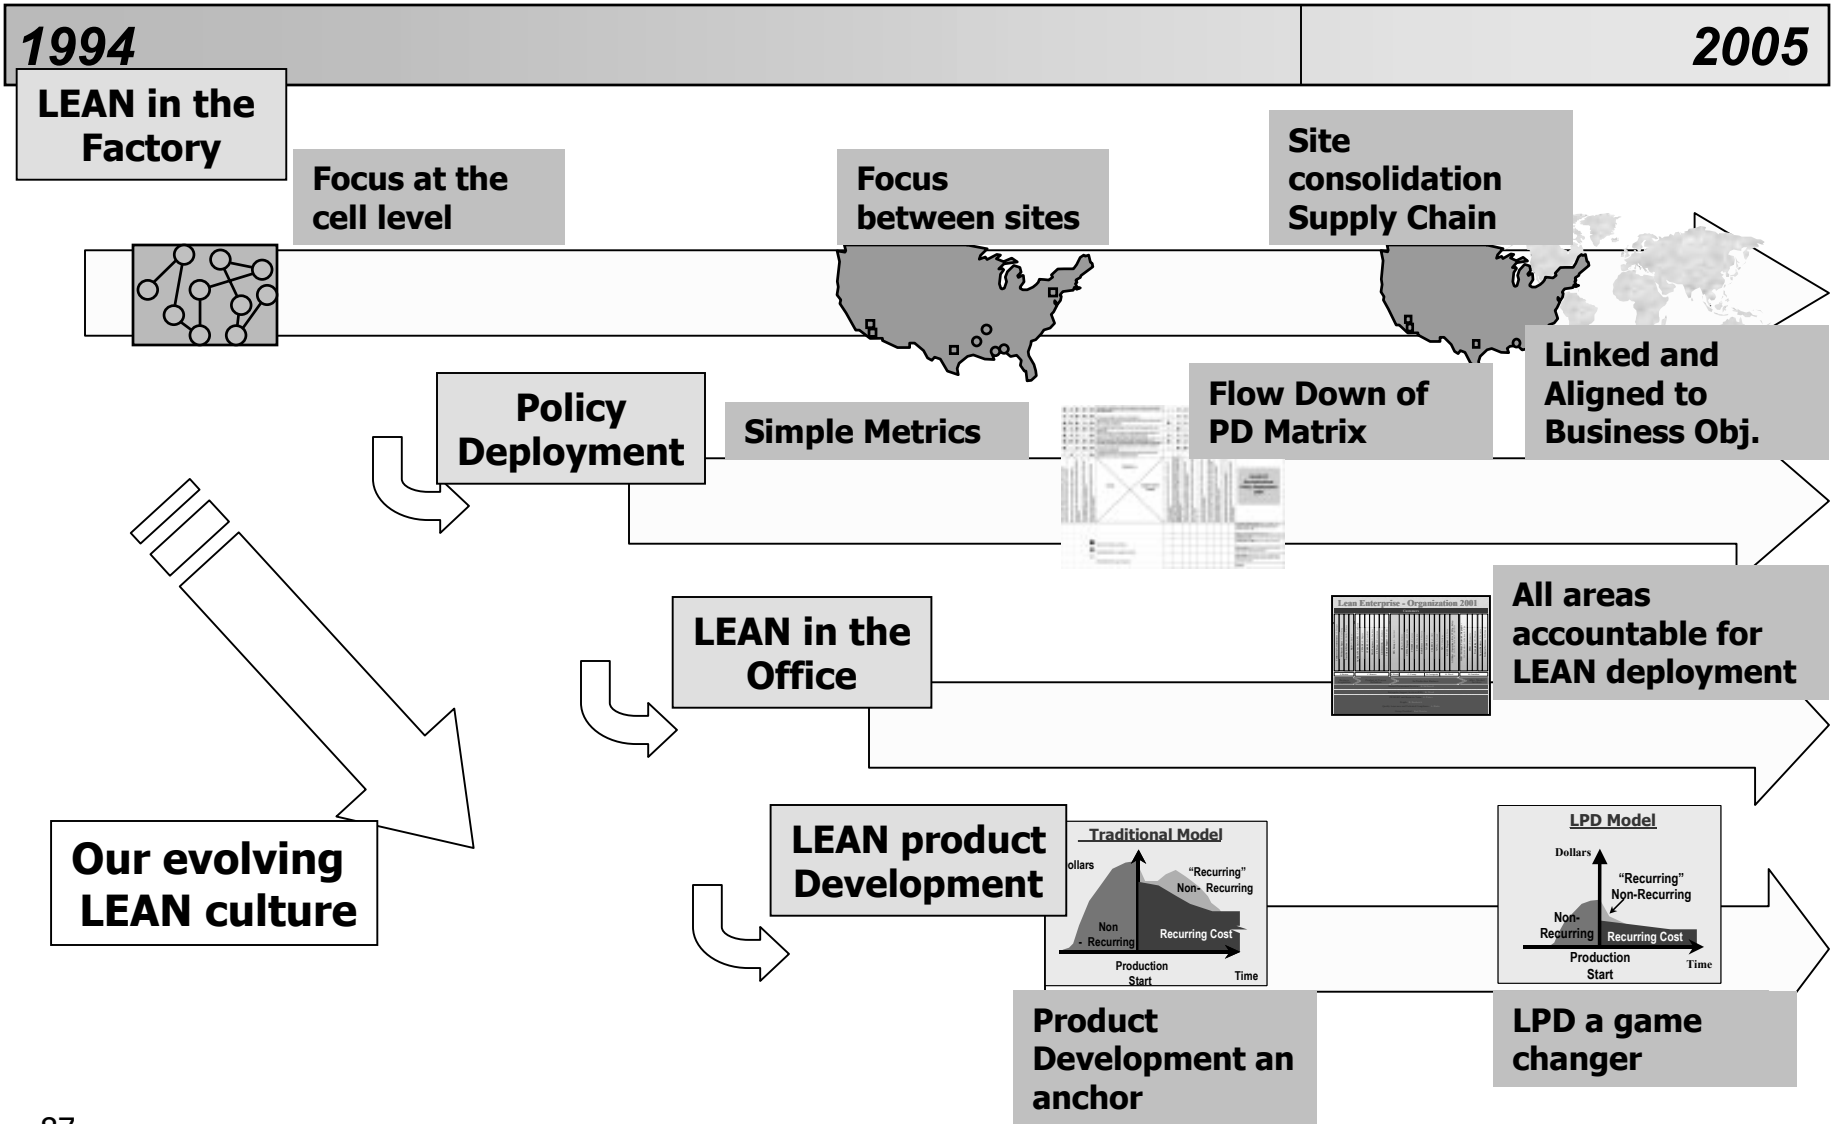 1994
2005
LEAN in the
Factory
Focus at the
cell level
Focus
between sites
Site
consolidation
Supply Chain
Policy
Deployment
Simple Metrics
Flow Down of
PD Matrix
Linked and
Aligned to
Business Obj.
LEAN in the
Office
Lean Enterprise - Organization 2001
All areas
accountable for
LEAN deployment
Our evolving
LEAN culture
LEAN product
Development
Traditional Model
ollars
“Recurring”
Non- Recurring
Non
- Recurring
Recurring Cost
Production
Start
Time
LPD Model
Dollars
“Recurring”
Non-Recurring
Non-
Recurring
Recurring Cost
Production
Start
Time
Product
Development an
anchor
LPD a game
changer